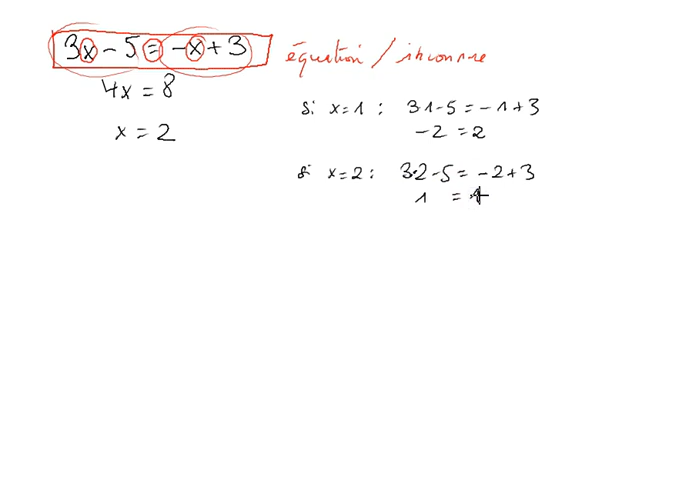 3x - 5 = -x + 3
équation / inconnue
4x = 8
x = 2
Si x = 1 : 3·1 - 5 = -1 + 3
-2 = 2
Si x = 2 : 3·2 - 5 = -2 + 3
1 = 1